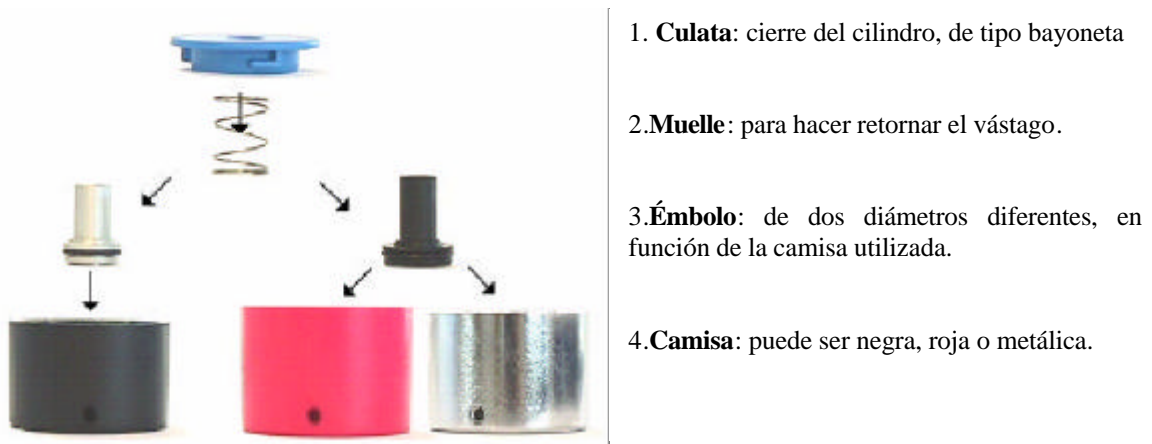 1. Culata: cierre del cilindro, de tipo bayoneta
2.Muelle: para hacer retornar el vástago.
3.Émbolo: de dos diámetros diferentes, en
función de la camisa utilizada.
4.Camisa: puede ser negra, roja o metálica.